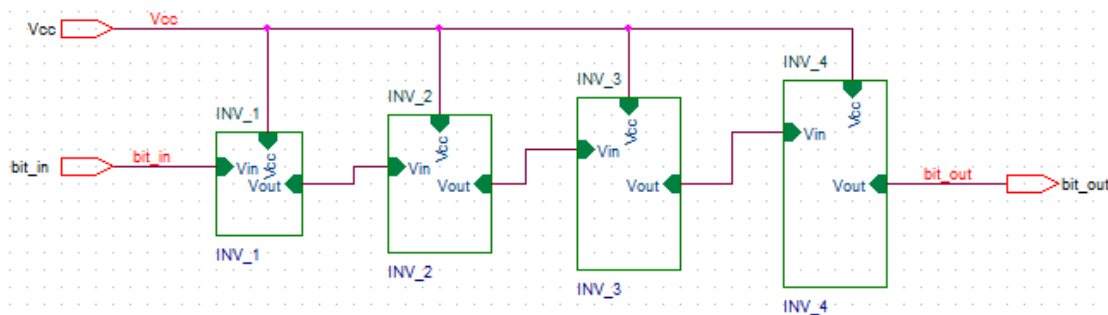 Vcc
Vcc
INV_4
INV_3
INV_2
INV_1
Vcc
Vcc
Vcc
Vcc
bit_in
bit_in
Vin
Vin
Vin
Vin
Vout
Vout
Vout
Vout
bit_out
bit_out
INV_1
INV_2
INV_3
INV_4